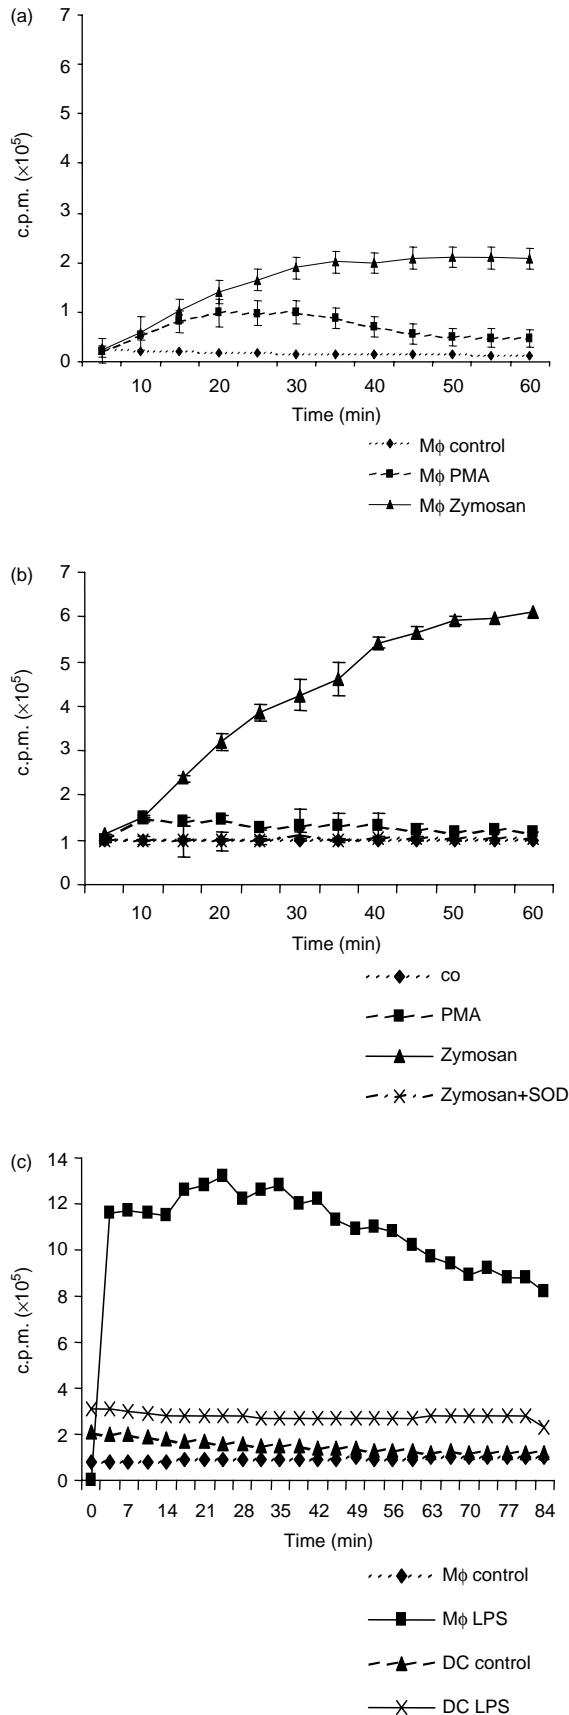 (a)
7
6
5
4
3
2
1
0
c.p.m. (×10⁵)
10 20 30 40 50 60
Time (min)
Mϕ control
Mϕ PMA
Mϕ Zymosan
(b)
7
6
5
4
3
2
1
0
c.p.m. (×10⁵)
10 20 30 40 50 60
Time (min)
co
PMA
Zymosan
Zymosan+SOD
(c)
14
12
10
8
6
4
2
0
c.p.m. (×10⁵)
0 7 14 21 28 35 42 49 56 63 70 77 84
Time (min)
Mϕ control
Mϕ LPS
DC control
DC LPS